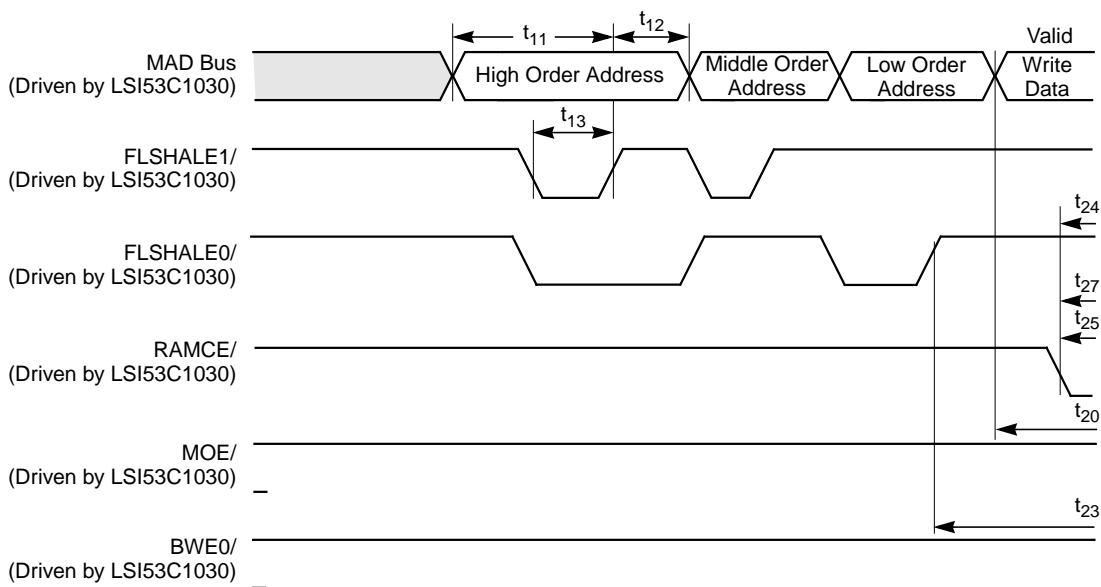 t11
t12
Valid
MAD Bus
(Driven by LSI53C1030)
High Order Address
Middle Order
Address
Low Order
Address
Write
Data
t13
FLSHALE1/
(Driven by LSI53C1030)
t24
FLSHALE0/
(Driven by LSI53C1030)
t27
t25
RAMCE/
(Driven by LSI53C1030)
t20
MOE/
(Driven by LSI53C1030)
t23
BWE0/
(Driven by LSI53C1030)